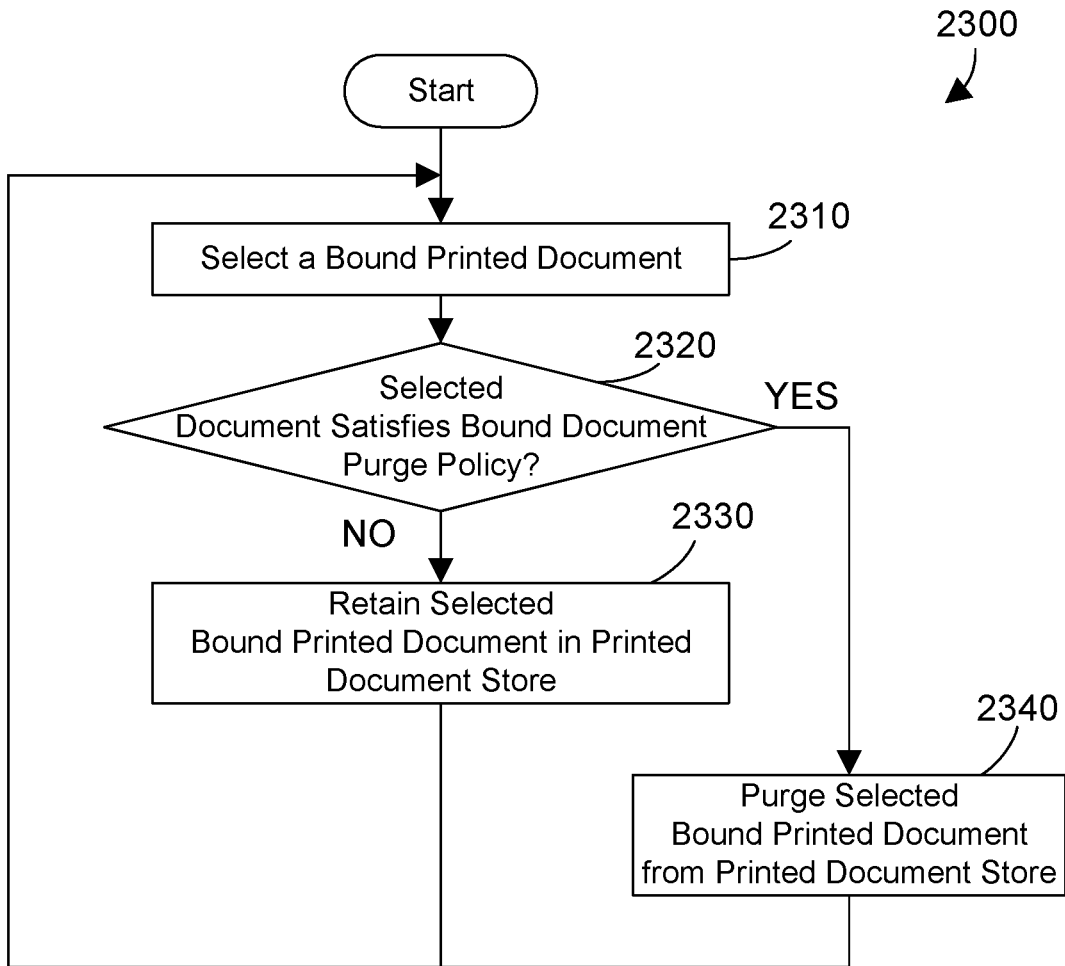 2300
Start
2310
Select a Bound Printed Document
2320
Selected
Document Satisfies Bound Document
Purge Policy?
YES
NO
2330
Retain Selected
Bound Printed Document in Printed
Document Store
2340
Purge Selected
Bound Printed Document
from Printed Document Store